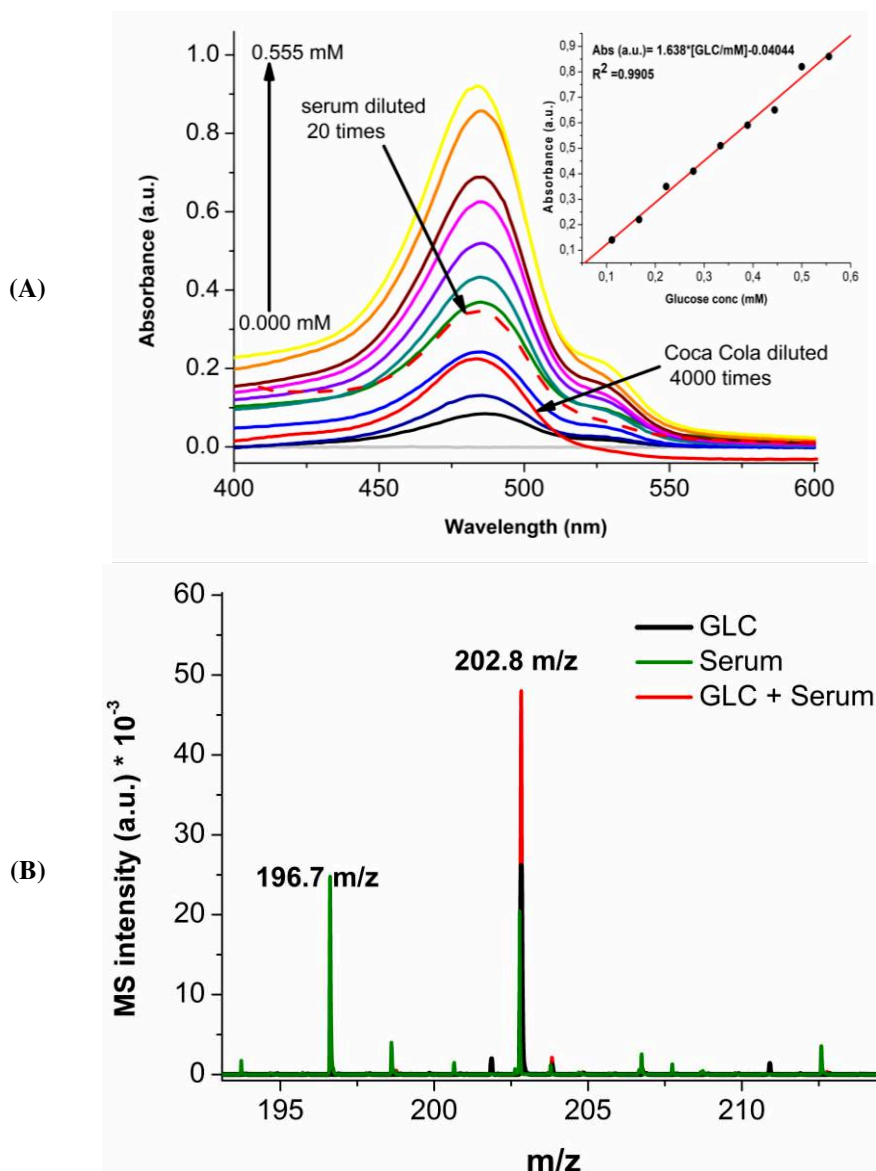 (A)
0.555 mM
serum diluted
20 times
0.000 mM
Coca Cola diluted
4000 times
Absorbance (a.u.)
1.0
0.8
0.6
0.4
0.2
0.0
400 450 500 550 600
Wavelength (nm)
Abs (a.u.)= 1.638*[GLC/mM]-0.04044
R² =0.9905
Absorbance (a.u.)
0,9
0,8
0,7
0,6
0,5
0,4
0,3
0,2
0,1
0,1 0,2 0,3 0,4 0,5 0,6
Glucose conc (mM)
(B)
MS intensity (a.u.) * 10⁻³
60
50
40
30
20
10
0
202.8 m/z
196.7 m/z
GLC
Serum
GLC + Serum
195 200 205 210
m/z